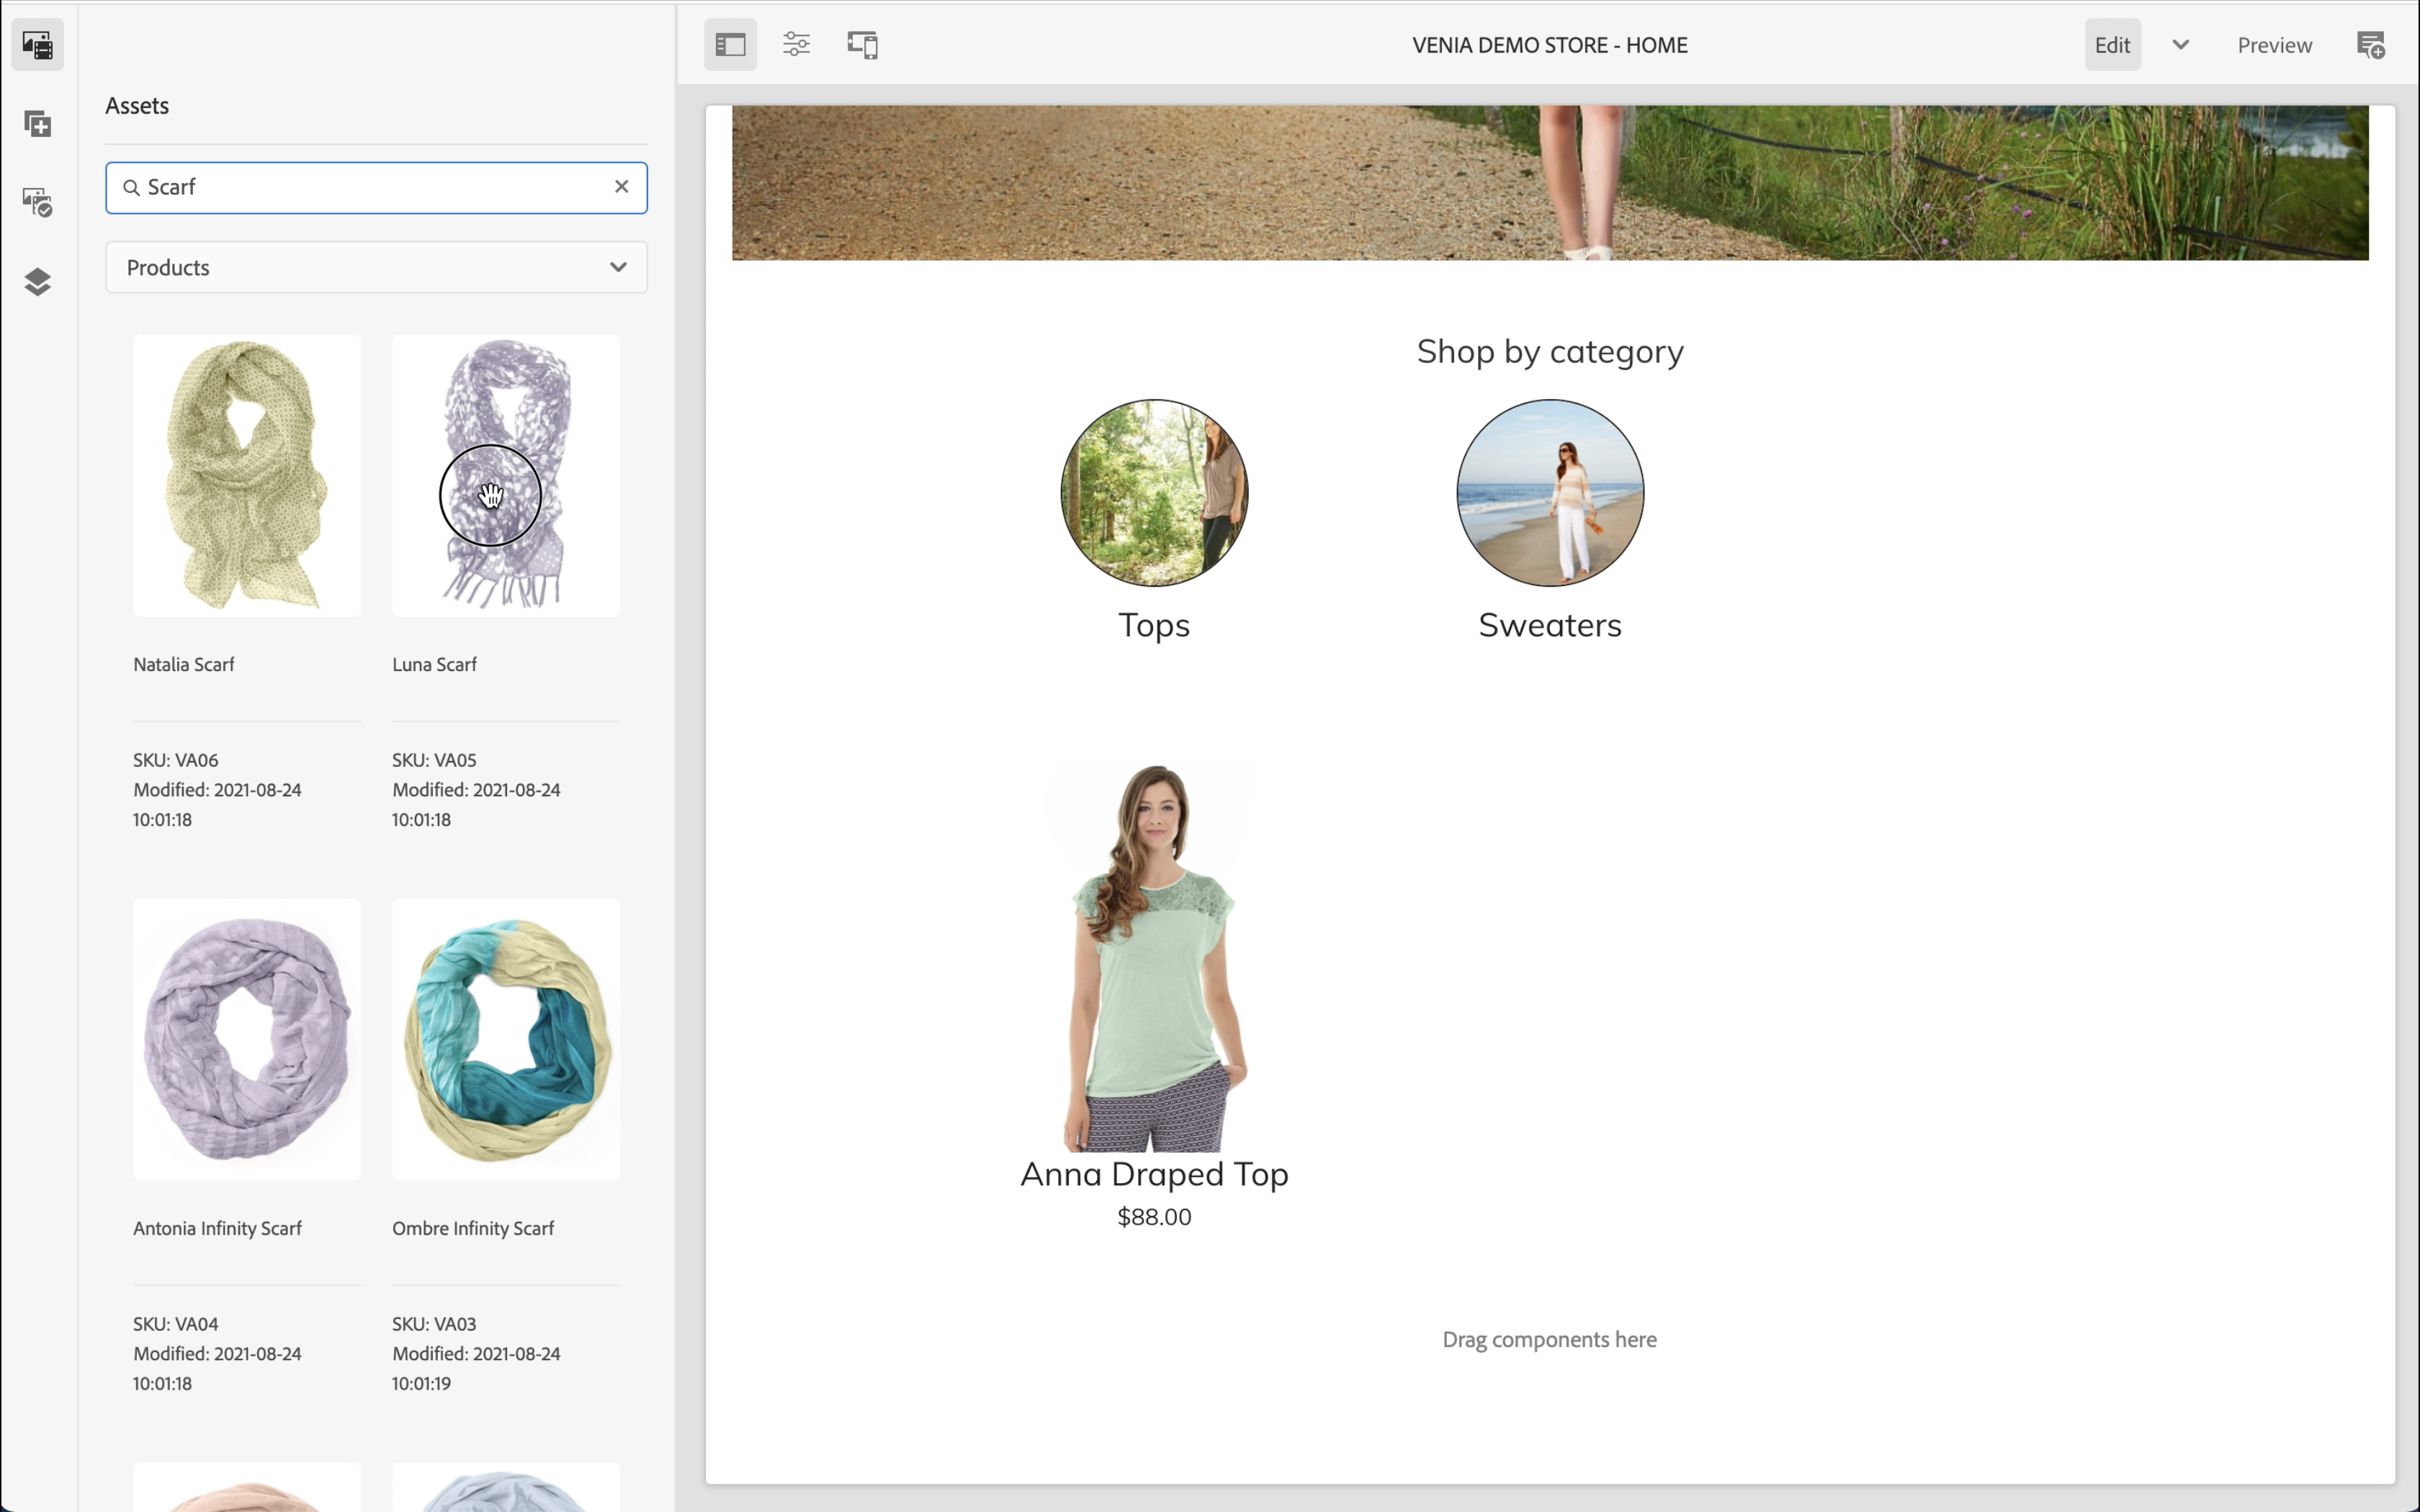 VENIA DEMO STORE - HOME
Edit
Preview
Assets
Scarf
Products
Natalia Scarf
SKU: VA06
Modified: 2021-08-24
10:01:18
Luna Scarf
SKU: VA05
Modified: 2021-08-24
10:01:18
Antonia Infinity Scarf
SKU: VA04
Modified: 2021-08-24
10:01:18
Ombre Infinity Scarf
SKU: VA03
Modified: 2021-08-24
10:01:19
Shop by category
Tops
Sweaters
Anna Draped Top
$88.00
Drag components here